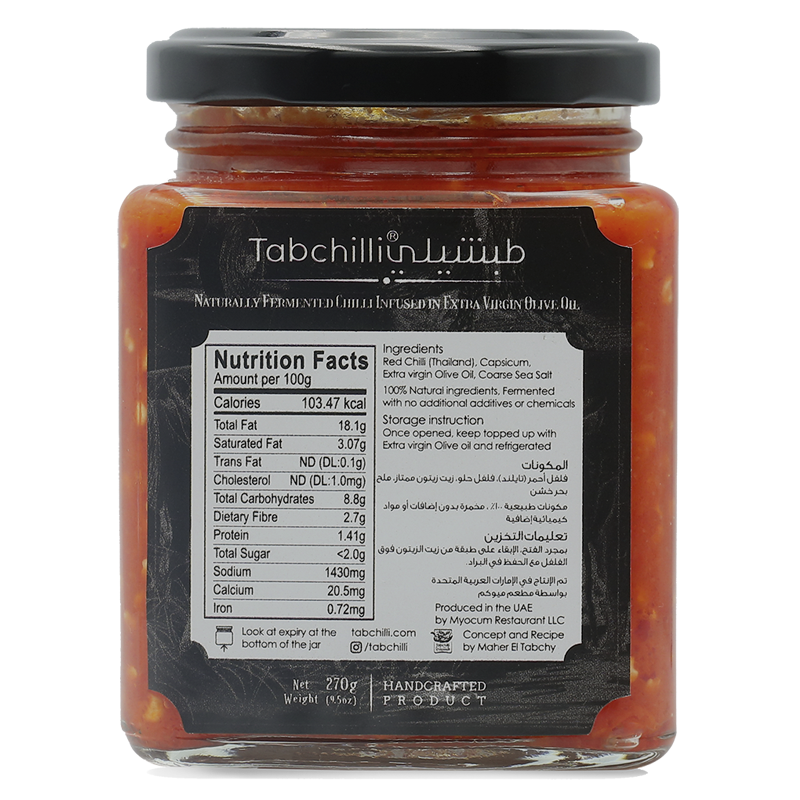 Tabchilli® طبتشيلي
NATURALLY FERMENTED CHILLI INFUSED IN EXTRA VIRGIN OLIVE OIL
Nutrition Facts
Amount per 100g
Calories 103.47 kcal
Total Fat 18.1g
Saturated Fat 3.07g
Trans Fat ND (DL:0.1g)
Cholesterol ND (DL:1.0mg)
Total Carbohydrates 8.8g
Dietary Fibre 2.7g
Protein 1.41g
Total Sugar <2.0g
Sodium 1430mg
Calcium 20.5mg
Iron 0.72mg
Ingredients
Red Chilli (Thailand), Capsicum,
Extra virgin Olive Oil, Coarse Sea Salt
100% Natural ingredients, Fermented
with no additional additives or chemicals
Storage instruction
Once opened, keep topped up with
Extra virgin Olive oil and refrigerated
المكونات
فلفل أحمر (تايلند)، فلفل حلو، زيت زيتون ممتاز، ملح
بحر خشن
مكونات طبيعية ١٠٠٪، مخمرة بدون إضافات أو مواد
كيميائية إضافية
تعليمات التخزين
بمجرد الفتح، الإبقاء على طبقة من زيت الزيتون فوق
الفلفل مع الحفظ في البراد.
تم الإنتاج في الإمارات العربية المتحدة
بواسطة مطعم ميوكم
Produced in the UAE
by Myocum Restaurant LLC
Look at expiry at the
bottom of the jar
tabchilli.com
/tabchilli
Concept and Recipe
by Maher El Tabchy
Net Weight 270g (9.5oz)
HANDCRAFTED
PRODUCT